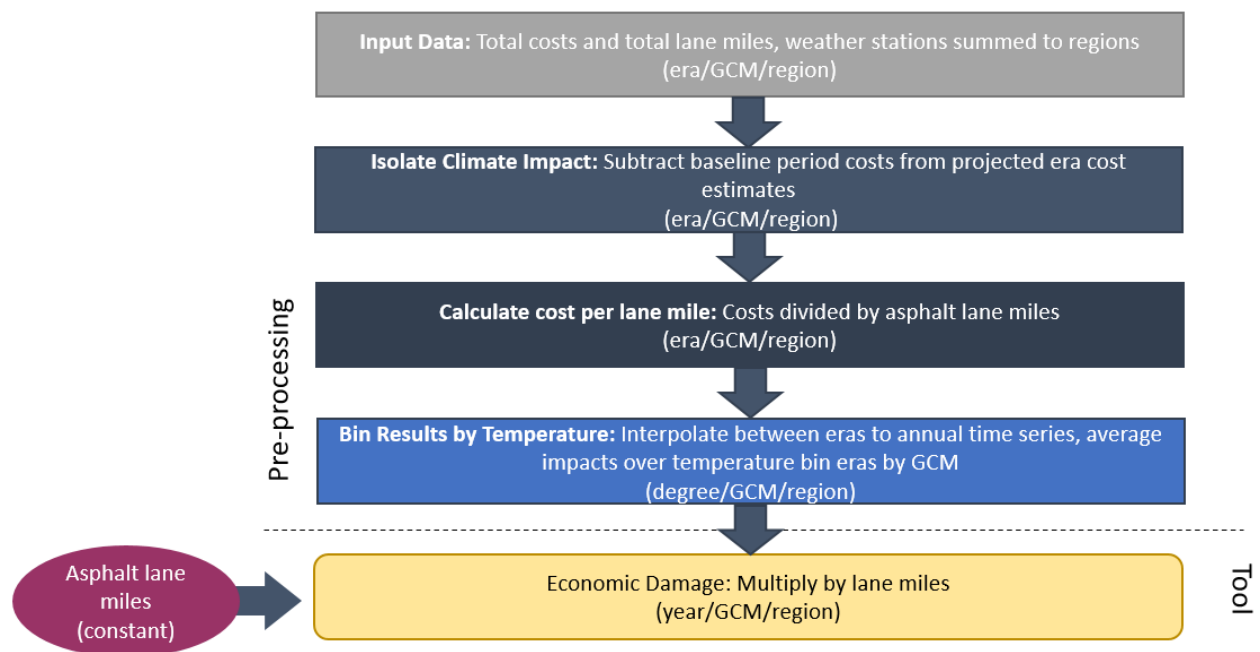 Input Data: Total costs and total lane miles, weather stations summed to regions
(era/GCM/region)
Isolate Climate Impact: Subtract baseline period costs from projected era cost
estimates
(era/GCM/region)
Calculate cost per lane mile: Costs divided by asphalt lane miles
(era/GCM/region)
Bin Results by Temperature: Interpolate between eras to annual time series, average
impacts over temperature bin eras by GCM
(degree/GCM/region)
Pre-processing
Asphalt lane
miles
(constant)
Economic Damage: Multiply by lane miles
(year/GCM/region)
Tool